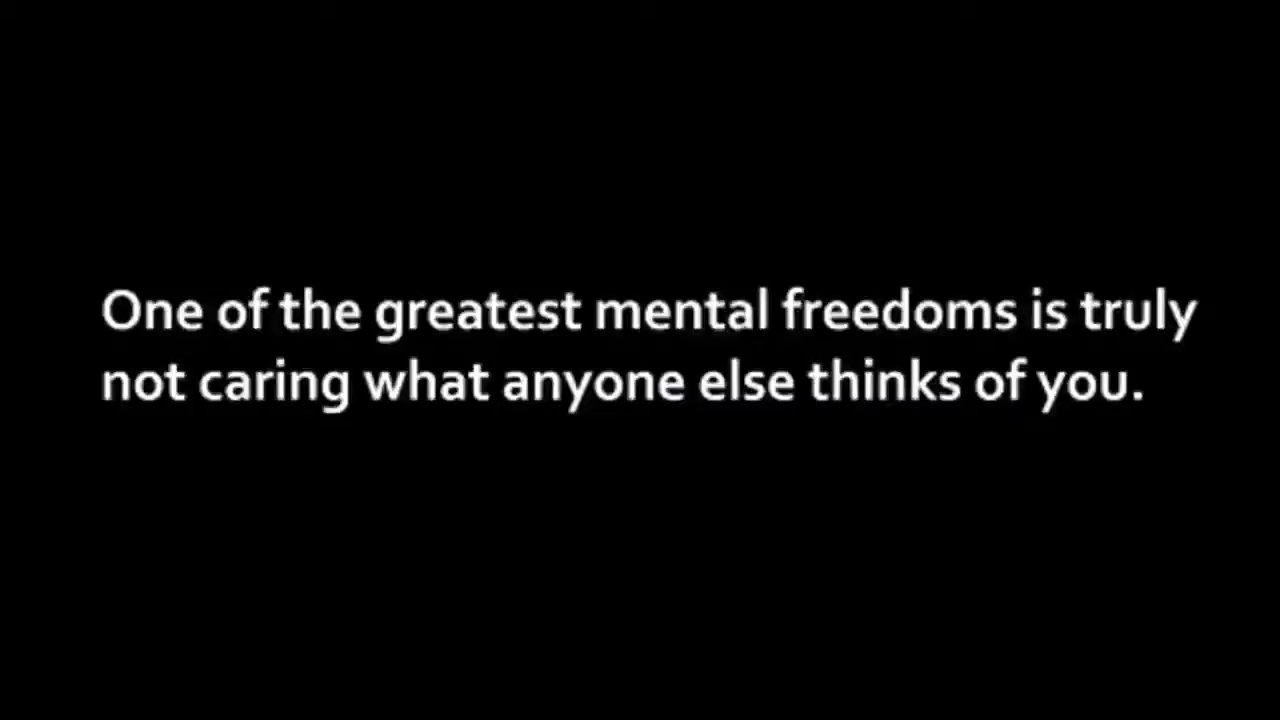 One of the greatest mental freedoms is truly
not caring what anyone else thinks of you.